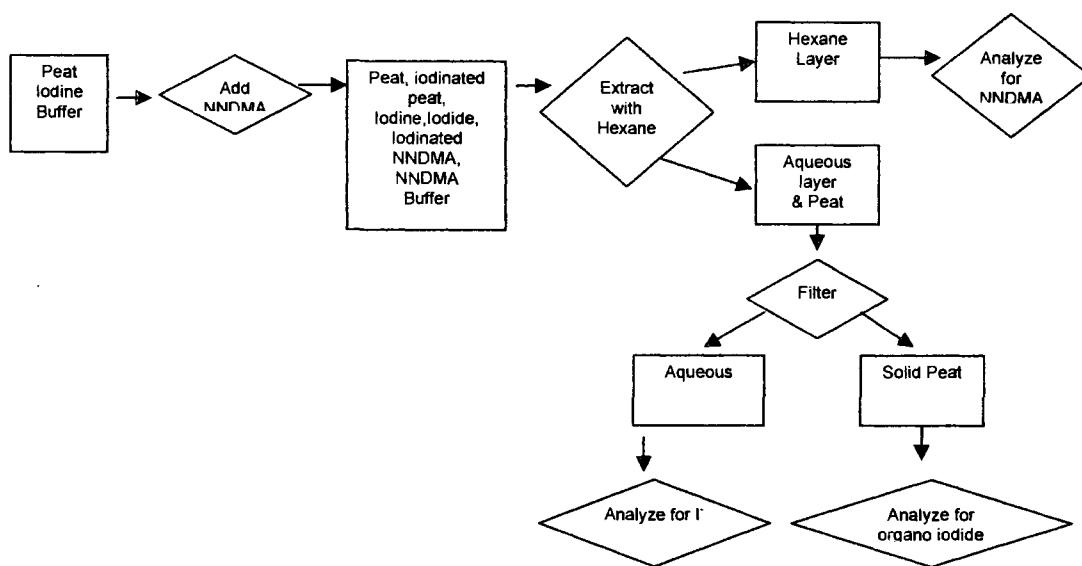 Peat
Iodine
Buffer
Add
NNDMA
Peat, iodinated
peat,
Iodine,Iodide,
Iodinated
NNDMA,
NNDMA
Buffer
Extract
with
Hexane
Hexane
Layer
Analyze
for
NNDMA
Aqueous
layer
& Peat
Filter
Aqueous
Solid Peat
Analyze for I-
Analyze for
organo iodide